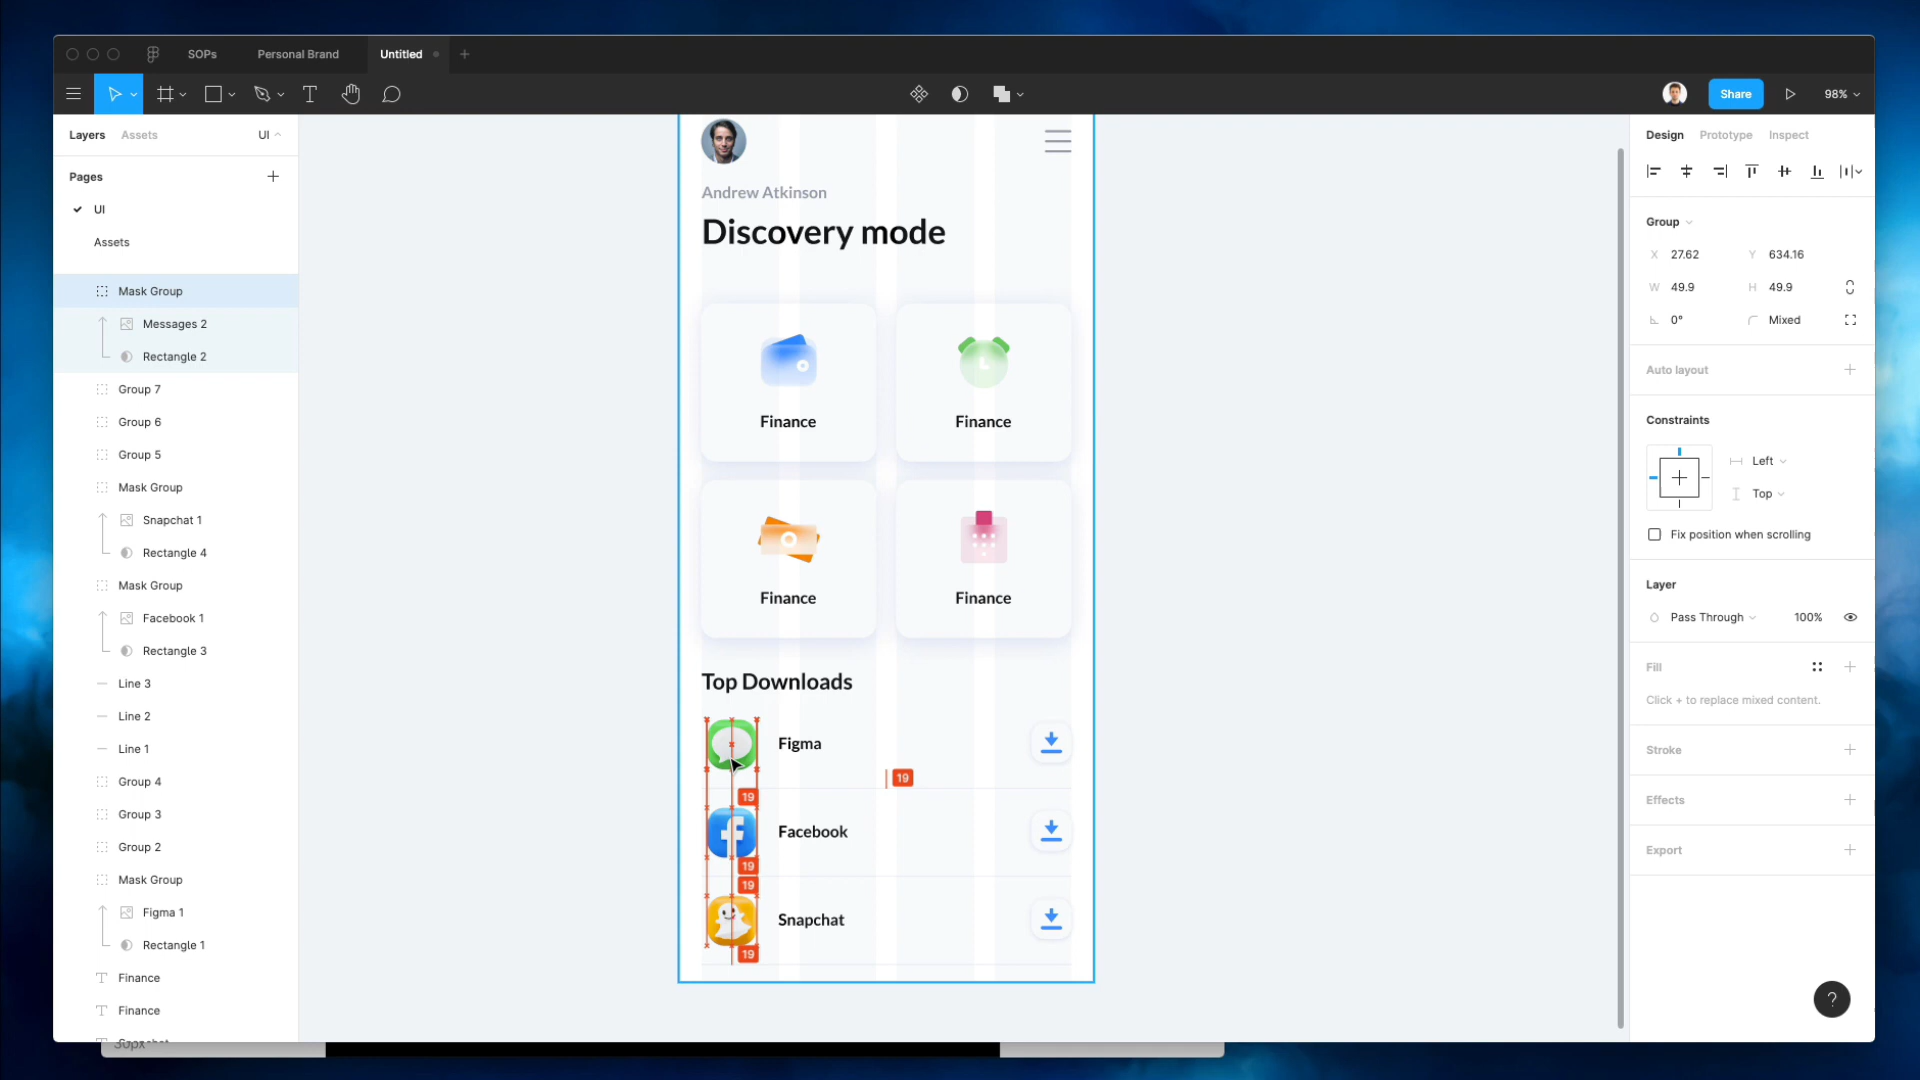 SOPs
Personal Brand
Untitled
Share
98%
Layers
Assets
UI
Pages
UI
Assets
Mask Group
Messages 2
Rectangle 2
Group 7
Group 6
Group 5
Mask Group
Snapchat 1
Rectangle 4
Mask Group
Facebook 1
Rectangle 3
Line 3
Line 2
Line 1
Group 4
Group 3
Group 2
Mask Group
Figma 1
Rectangle 1
Finance
Finance
Snapchat
30px
Andrew Atkinson
Discovery mode
Finance
Finance
Finance
Finance
Top Downloads
Figma
19
19
Facebook
19
19
Snapchat
19
Design
Prototype
Inspect
Group
X 27.62 Y 634.16
W 49.9 H 49.9
0° Mixed
Auto layout
Constraints
Left
Top
Fix position when scrolling
Layer
Pass Through 100%
Fill
Click + to replace mixed content.
Stroke
Effects
Export
?